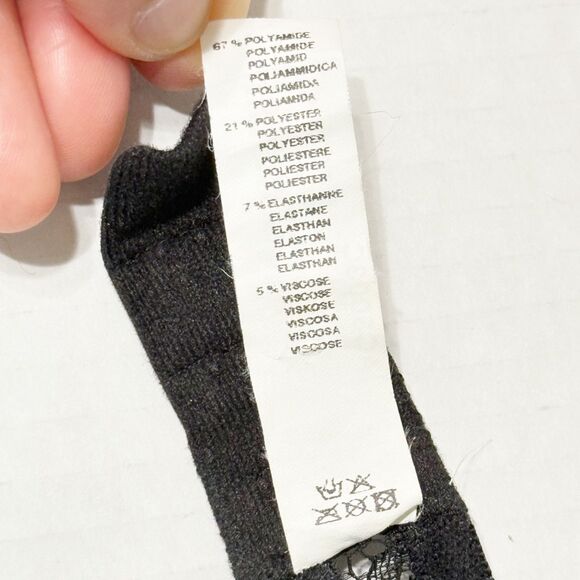 67 % POLYAMIDE
POLYAMIDE
POLYAMID
POLIAMMIDICA
POLIAMIDA
POLIAMIDA
21 % POLYESTER
POLYESTER
POLYESTER
POLIESTERE
POLIESTER
POLIESTER
7 % ELASTHANNE
ELASTANE
ELASTHAN
ELASTON
ELASTHAN
ELASTHAN
5 % VISCOSE
VISCOSE
VISKOSE
VISCOSA
VISCOSA
VISCOSE